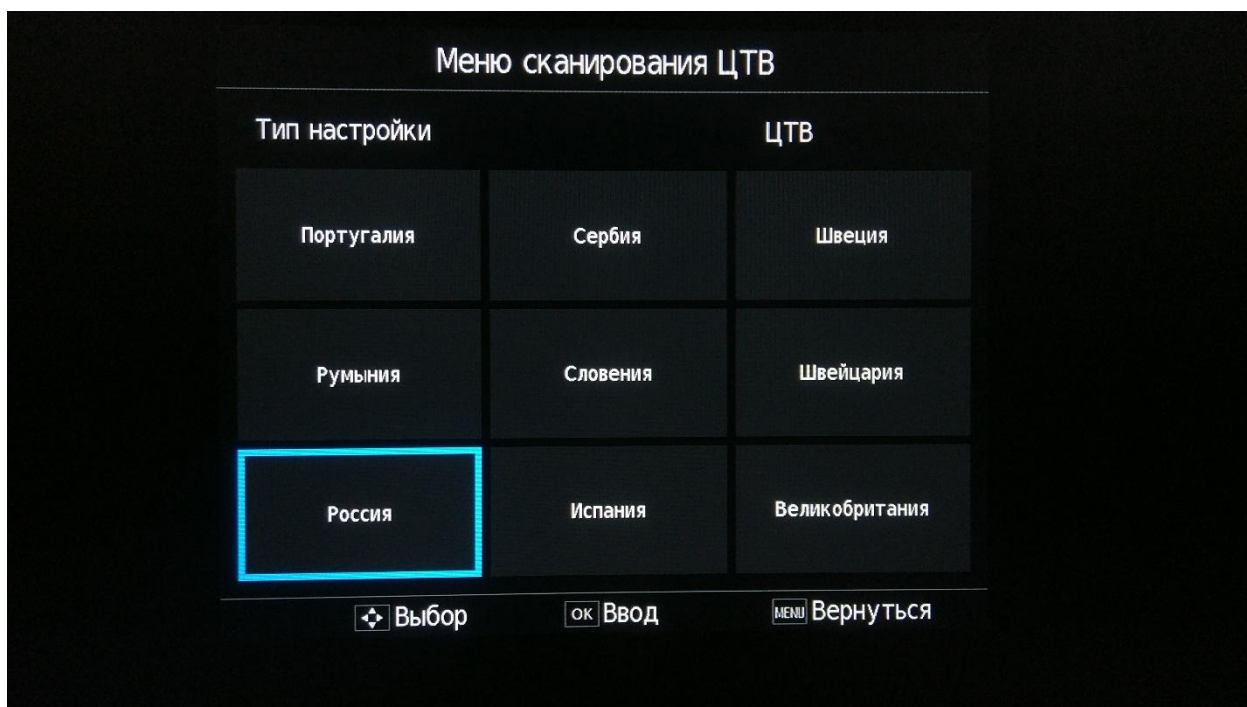 Меню сканирования ЦТВ
Тип настройки ЦТВ
Португалия Сербия Швеция
Румыния Словения Швейцария
Россия Испания Великобритания
Выбор OK Ввод MENU Вернуться